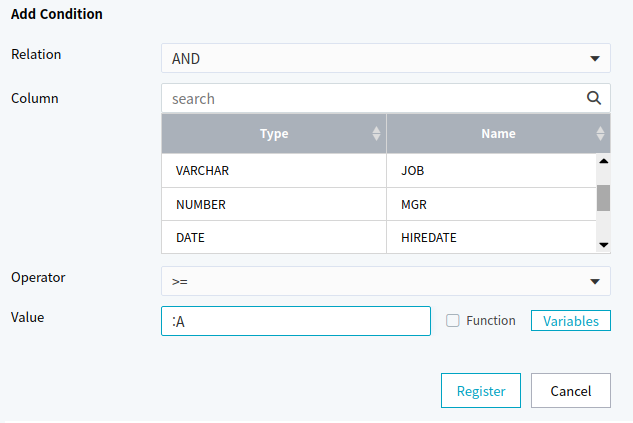 Add Condition
Relation AND
Column search
Type Name
VARCHAR JOB
NUMBER MGR
DATE HIREDATE
Operator >=
Value :A Function Variables
Register Cancel